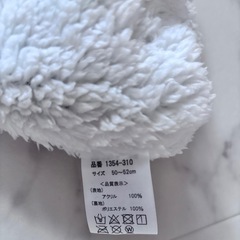 品番 1354-310
サイズ 50～52cm
<品質表示>
(表地)
アクリル 100%
(裏地)
ポリエステル 100%